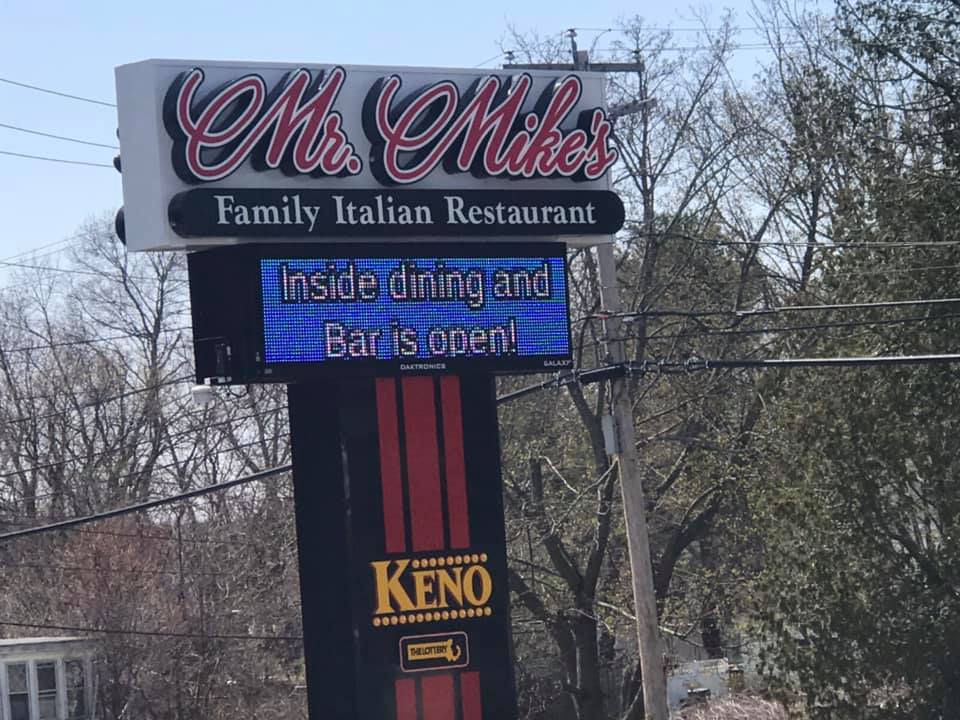 Mr. Mike's
Family Italian Restaurant
Inside dining and
Bar is open!
DAKTRONICS
GALAXY
KENO
THE LOTTERY